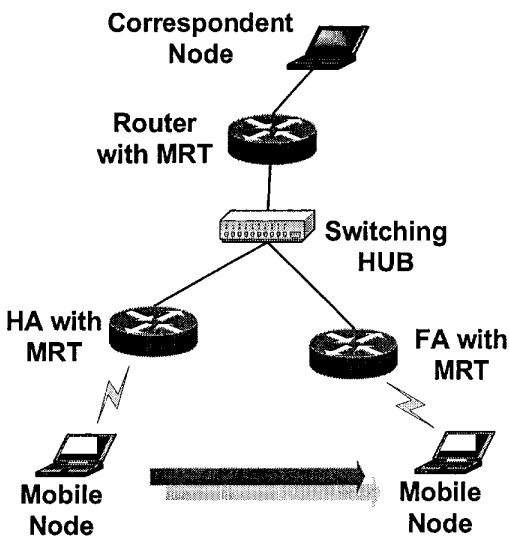 Correspondent
Node
Router
with MRT
Switching
HUB
HA with
MRT
FA with
MRT
Mobile
Node
Mobile
Node